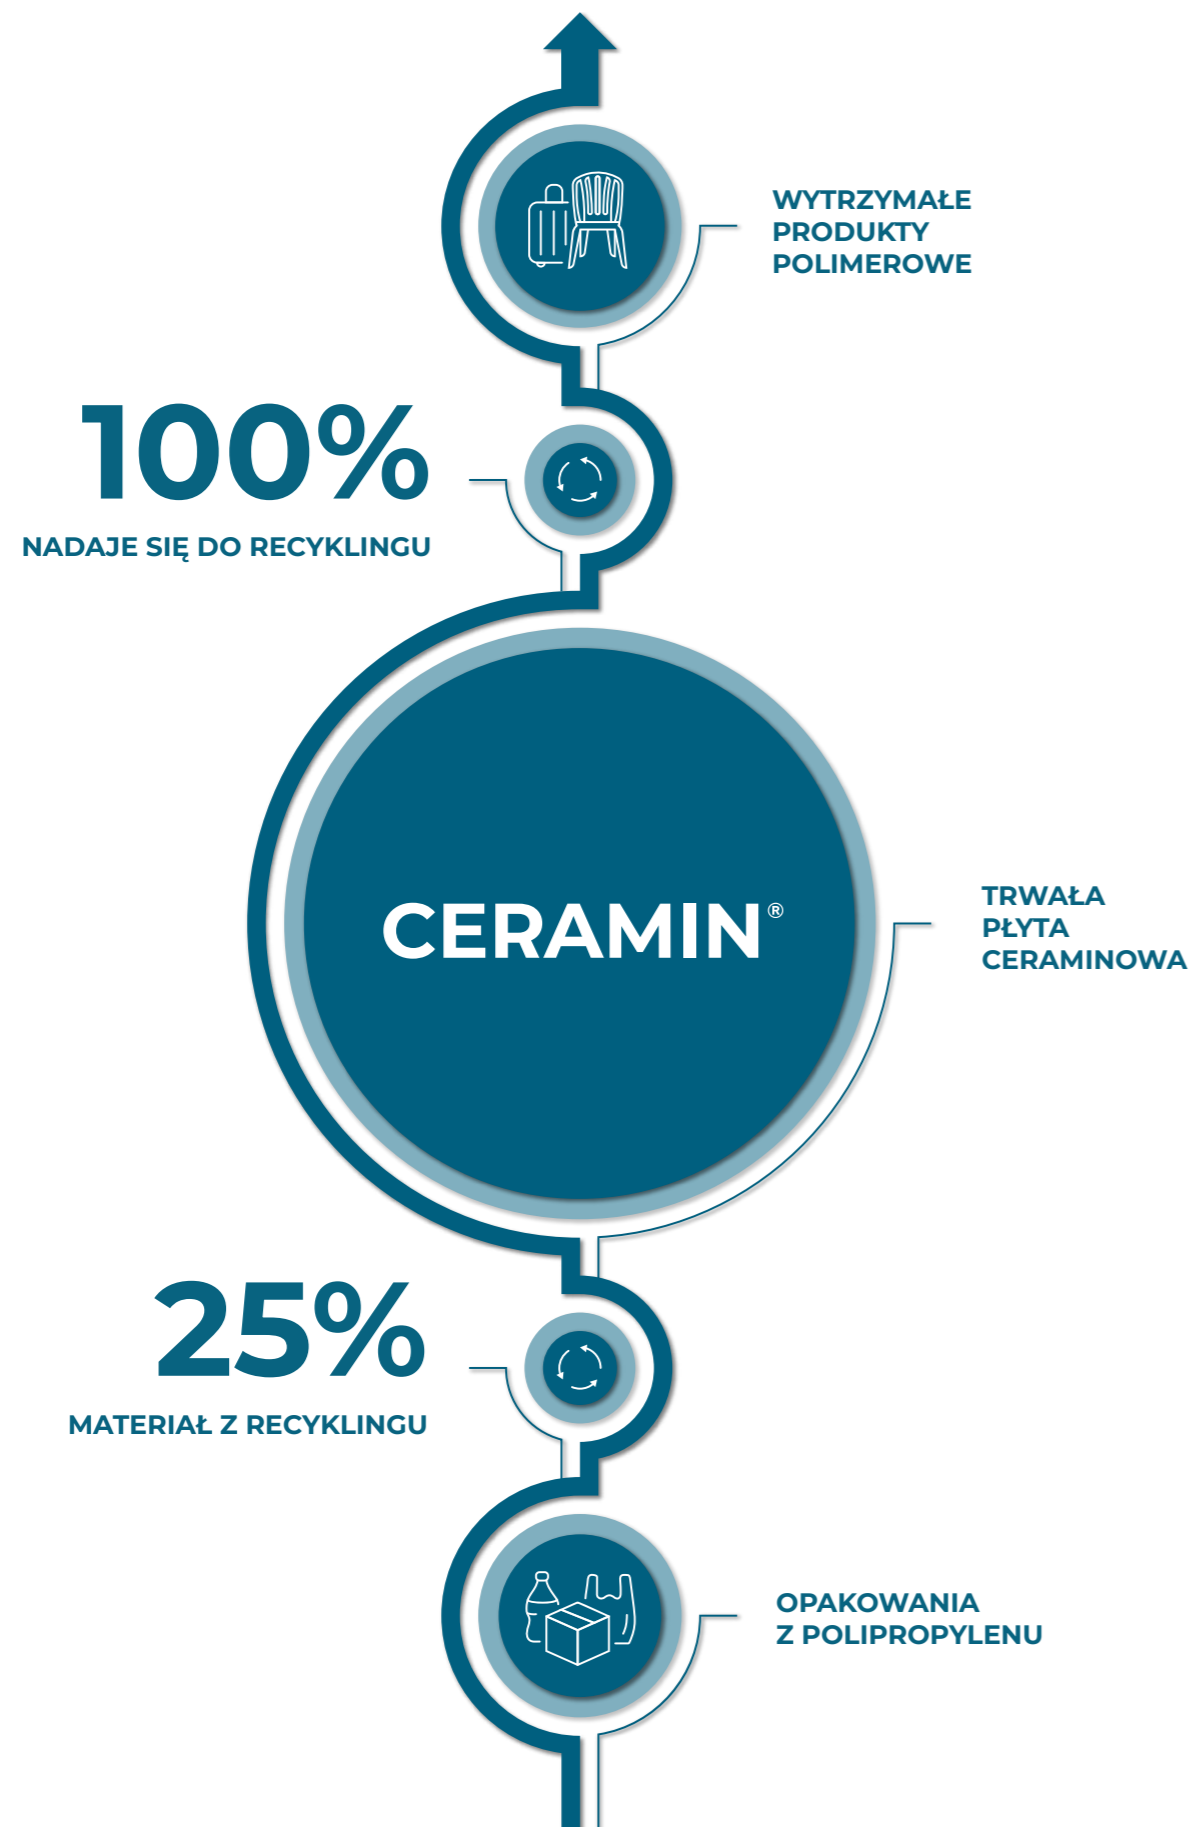 WYTRZYMAŁE
PRODUKTY
POLIMEROWE
100%
NADAJE SIĘ DO RECYKLINGU
CERAMIN®
TRWAŁA
PŁYTA
CERAMINOWA
25%
MATERIAŁ Z RECYKLINGU
OPAKOWANIA
Z POLIPROPYLENU